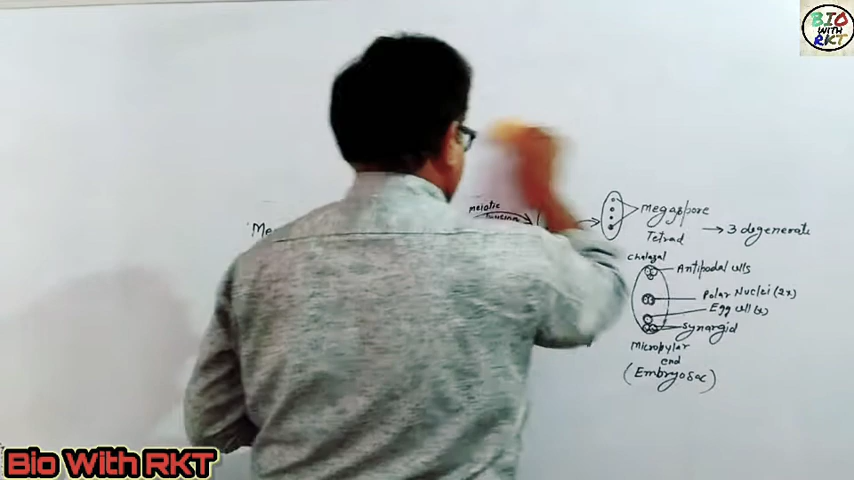 BIO
WITH
RKT
Me
meiotic
Megaspore
Tetrad
→ 3 degenerate
chalazal
Antipodal cells
Polar Nuclei (2x)
Egg cell (x)
Synergid
Micropylar
end
(Embryosac)
Bio With RKT